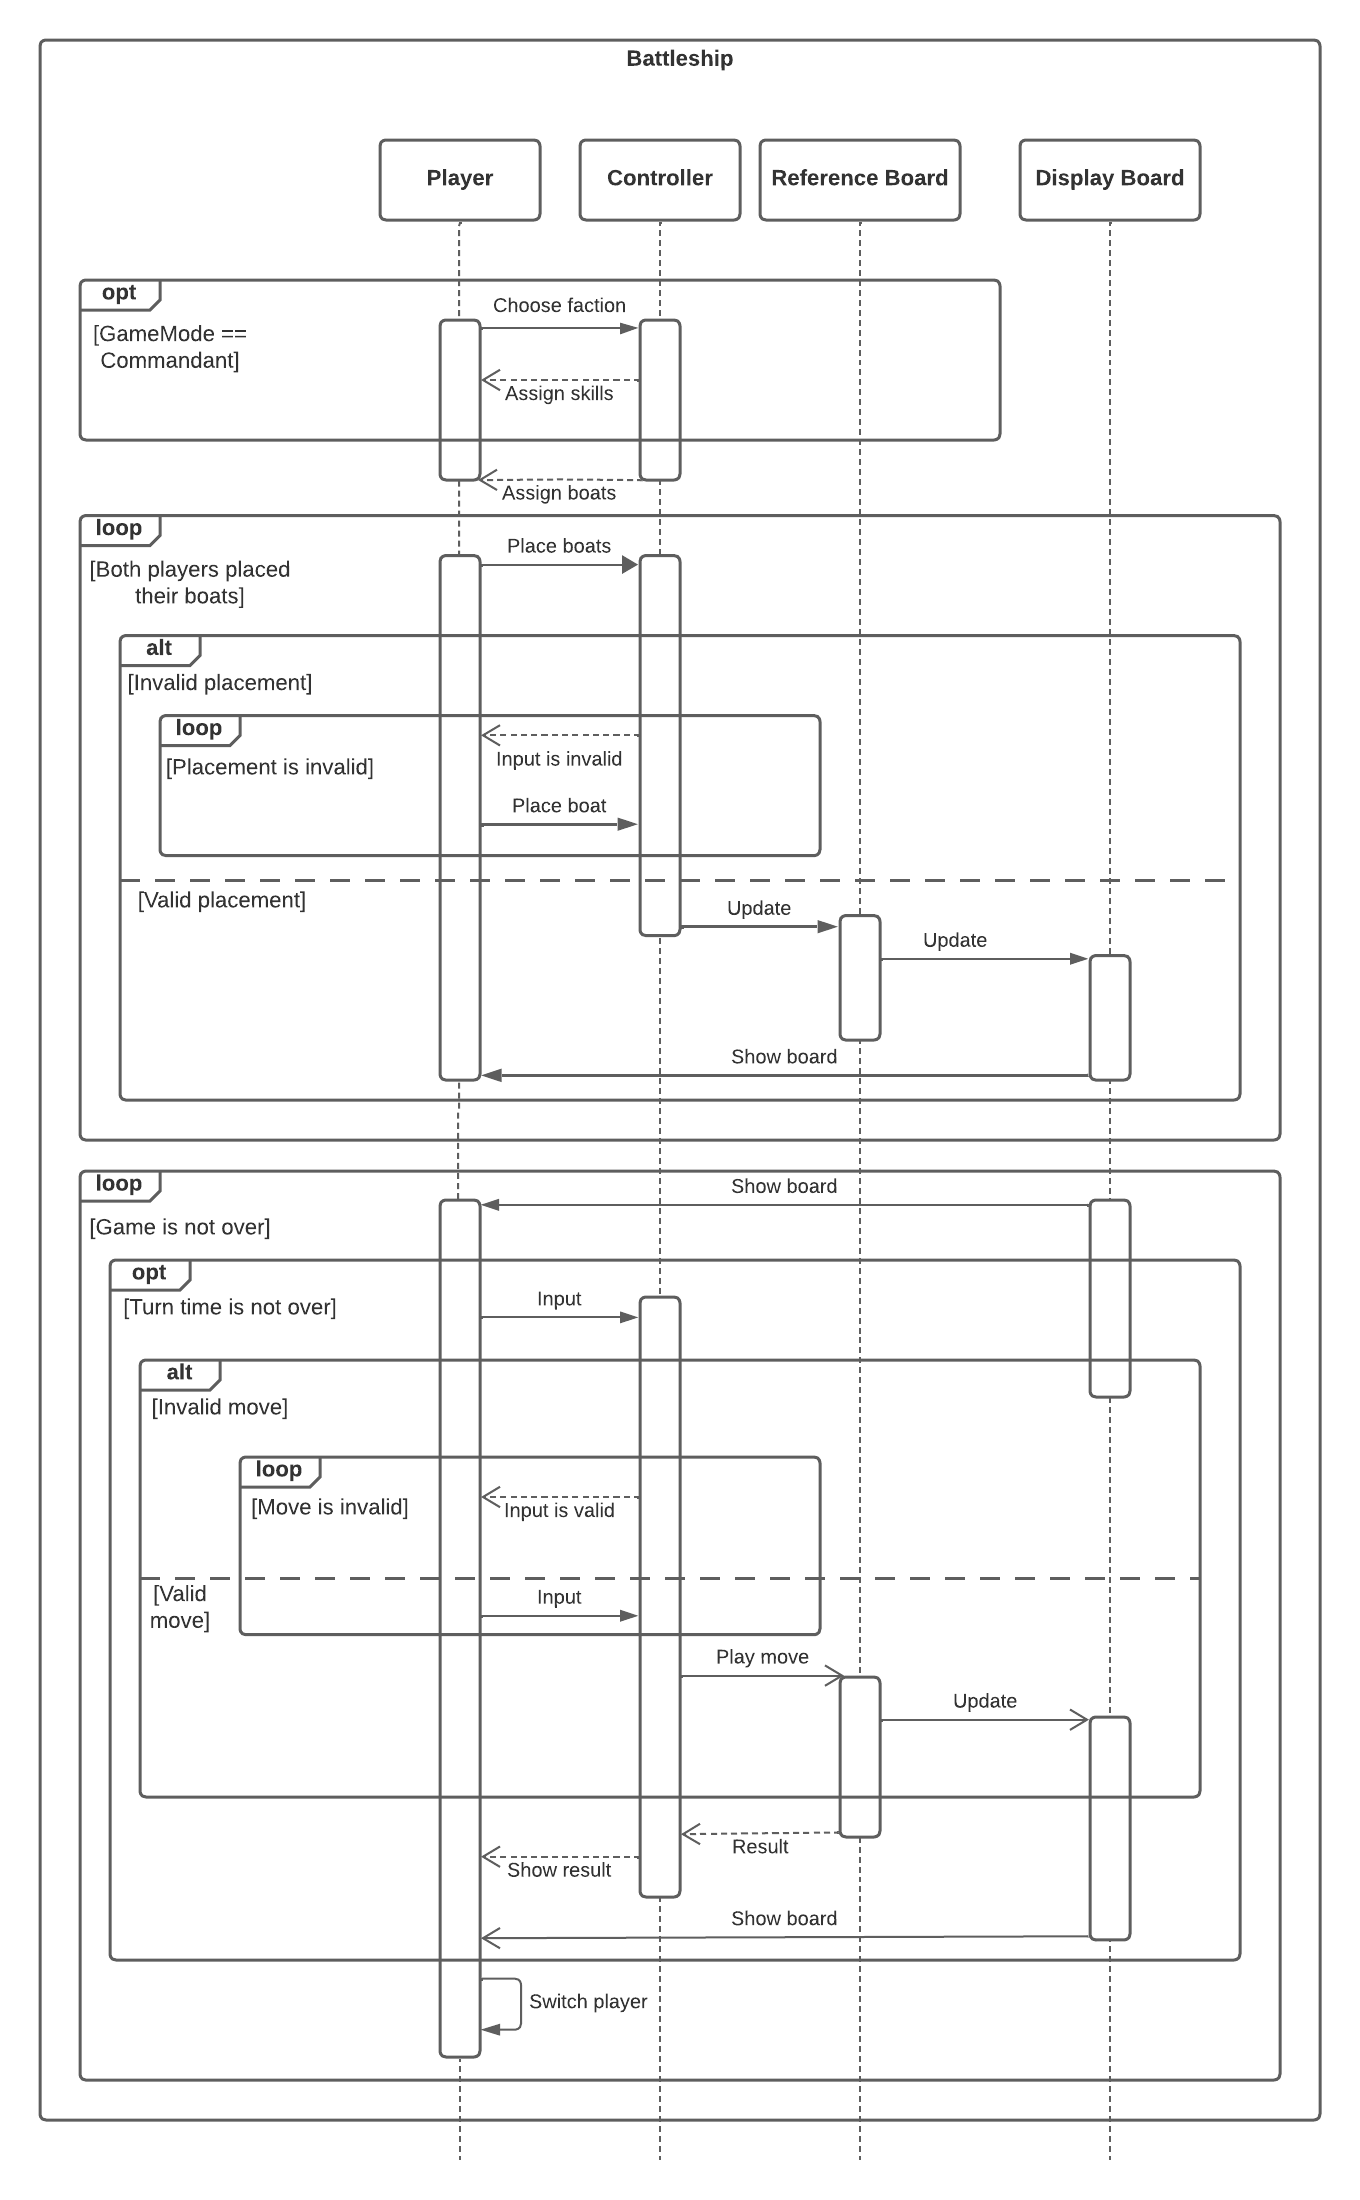 Battleship
Player
Controller
Reference Board
Display Board
opt
Choose faction
[GameMode ==
Commandant]
Assign skills
Assign boats
loop
Place boats
[Both players placed
their boats]
alt
[Invalid placement]
loop
Input is invalid
[Placement is invalid]
Place boat
[Valid placement]
Update
Update
Show board
loop
Show board
[Game is not over]
opt
[Turn time is not over]
Input
alt
[Invalid move]
loop
[Move is invalid]
Input is valid
[Valid
move]
Input
Play move
Update
Result
Show result
Show board
Switch player